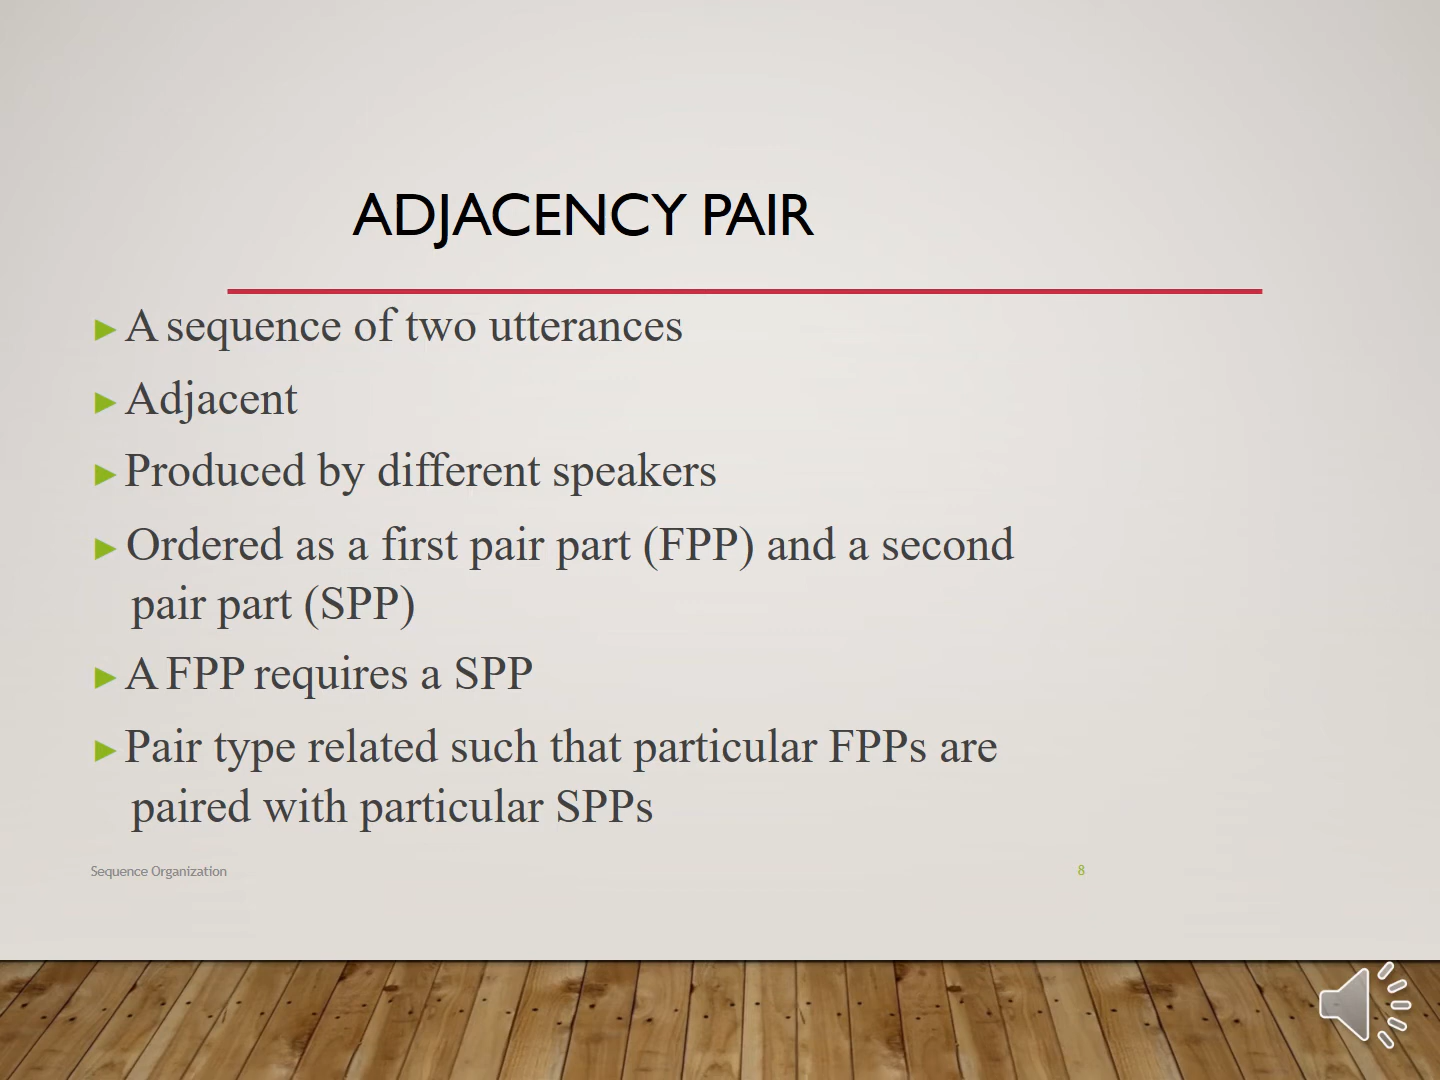 ADJACENCY PAIR
▶ A sequence of two utterances
▶ Adjacent
▶ Produced by different speakers
▶ Ordered as a first pair part (FPP) and a second
pair part (SPP)
▶ A FPP requires a SPP
▶ Pair type related such that particular FPPs are
paired with particular SPPs
Sequence Organization
8